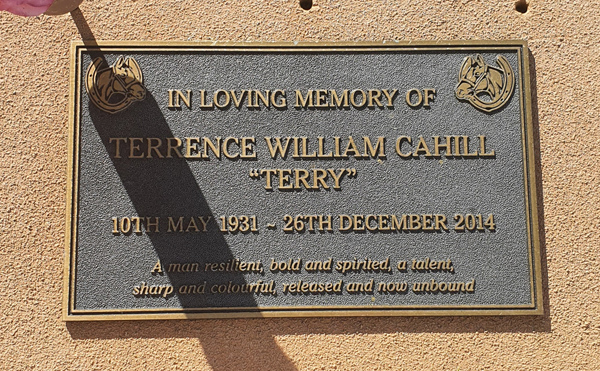 IN LOVING MEMORY OF
TERRENCE WILLIAM CAHILL
"TERRY"
10TH MAY 1931 ~ 26TH DECEMBER 2014
A man resilient, bold and spirited, a talent,
sharp and colourful, released and now unbound